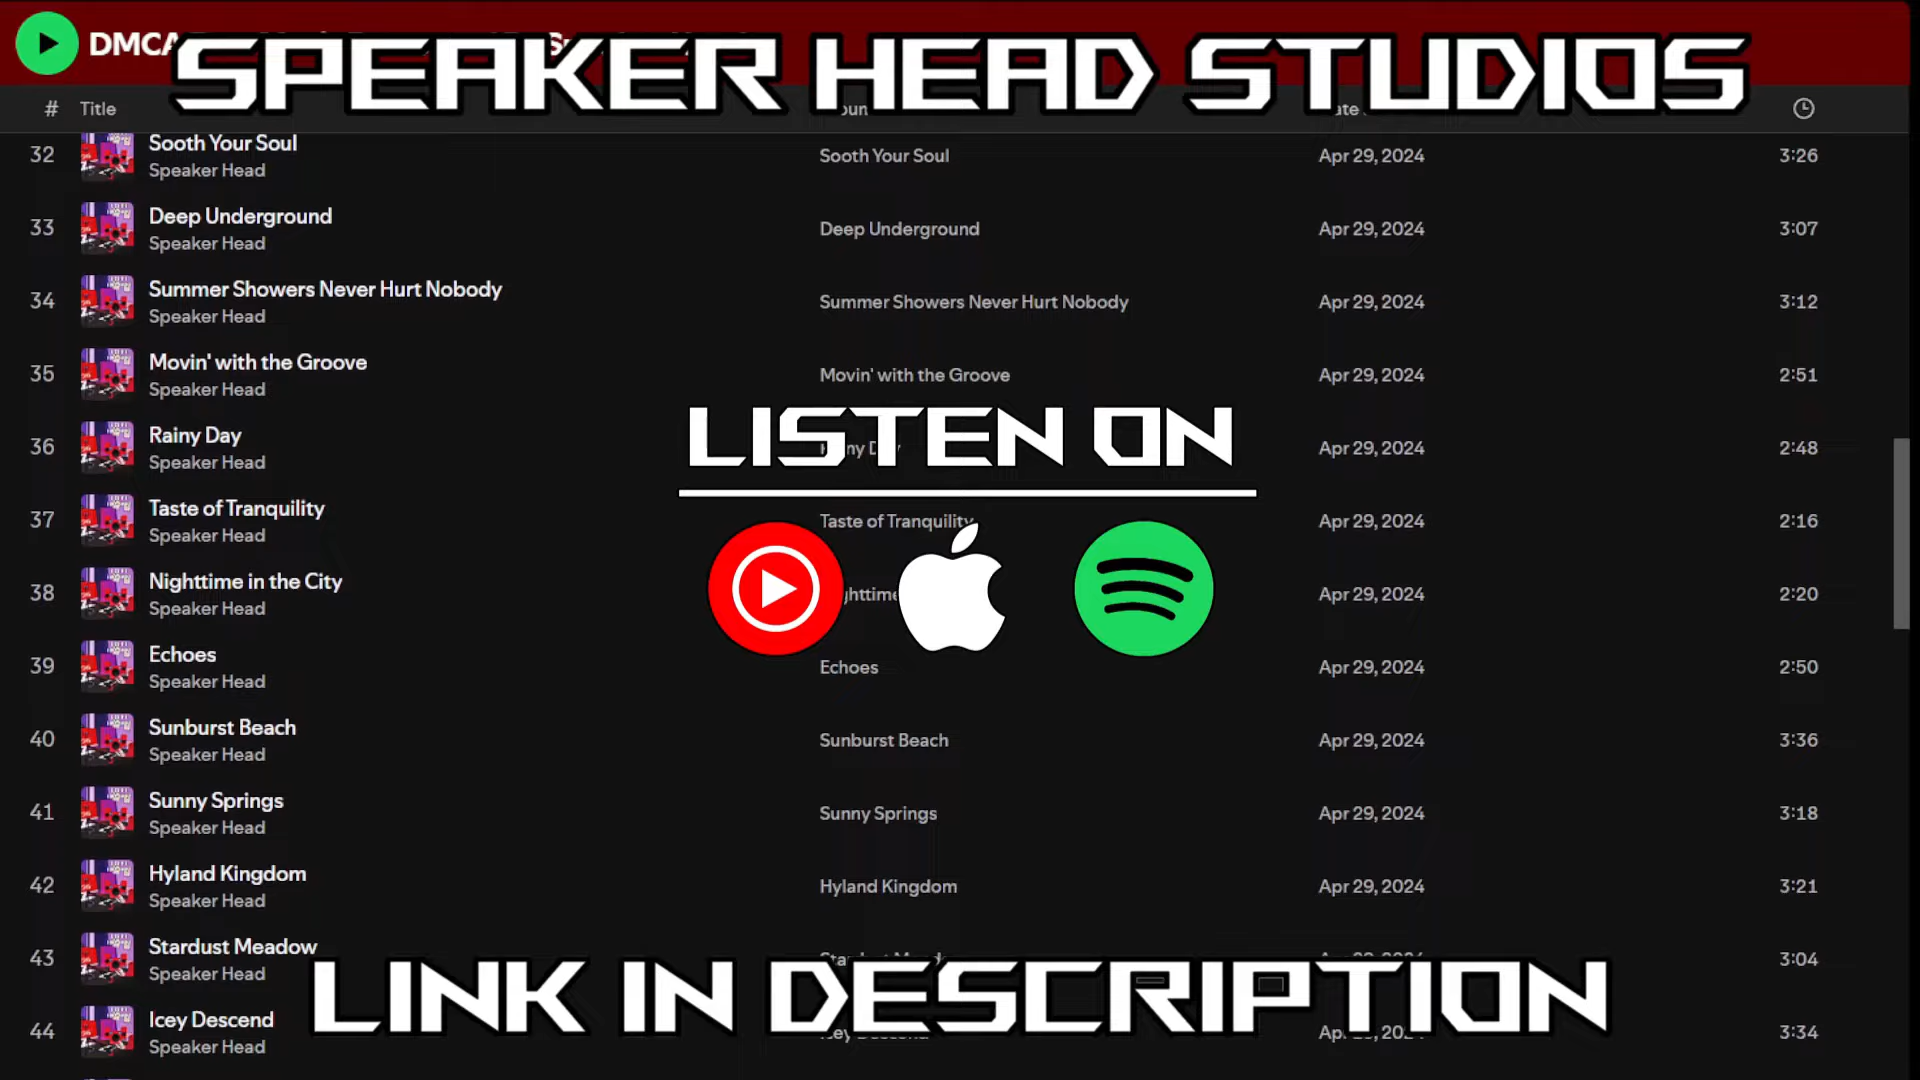 DMCA
SPEAKER HEAD STUDIOS
# Title
32 Sooth Your Soul Sooth Your Soul Apr 29, 2024 3:26
Speaker Head
33 Deep Underground Deep Underground Apr 29, 2024 3:07
Speaker Head
34 Summer Showers Never Hurt Nobody Summer Showers Never Hurt Nobody Apr 29, 2024 3:12
Speaker Head
35 Movin' with the Groove Movin' with the Groove Apr 29, 2024 2:51
Speaker Head
LISTEN ON
36 Rainy Day Apr 29, 2024 2:48
Speaker Head
37 Taste of Tranquility Taste of Tranquility Apr 29, 2024 2:16
Speaker Head
38 Nighttime in the City Apr 29, 2024 2:20
Speaker Head
39 Echoes Echoes Apr 29, 2024 2:50
Speaker Head
40 Sunburst Beach Sunburst Beach Apr 29, 2024 3:36
Speaker Head
41 Sunny Springs Sunny Springs Apr 29, 2024 3:18
Speaker Head
42 Hyland Kingdom Hyland Kingdom Apr 29, 2024 3:21
Speaker Head
43 Stardust Meadow 3:04
Speaker Head
LINK IN DESCRIPTION
44 Icey Descend 3:34
Speaker Head